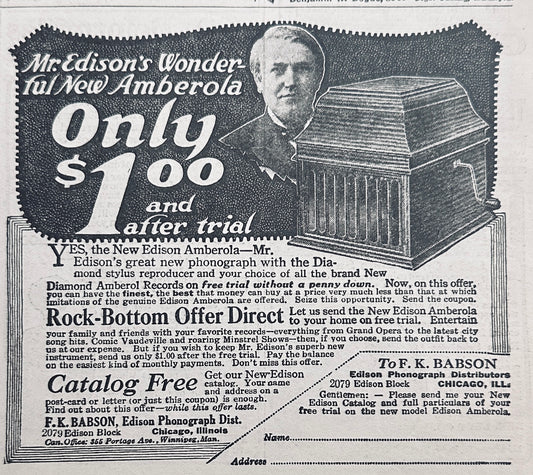 Mr. Edison's Wonder-
ful New Amberola
Only
$1.00
and
after trial
YES, the New Edison Amberola—Mr.
Edison's great new phonograph with the Dia-
mond stylus reproducer and your choice of all the brand New
Diamond Amberol Records on free trial without a penny down. Now, on this offer,
you can have the finest, the best that money can buy at a price very much less than that at which
imitations of the genuine Edison Amberola are offered. Seize this opportunity. Send the coupon.
Rock-Bottom Offer Direct Let us send the New Edison Amberola
to your home on free trial. Entertain
your family and friends with your favorite records—everything from Grand Opera to the latest city
song hits, Comic Vaudeville and roaring Minstrel Shows—then, if you choose, send the outfit back to
us at our expense. But if you wish to keep Mr. Edison's superb new
instrument, send us only $1.00 after the free trial. Pay the balance
on the easiest kind of monthly payments. Don't miss this offer.
Catalog Free Get our New Edison
catalog. Your name
and address on a
post-card or letter (or just this coupon) is enough.
Find out about this offer—while this offer lasts.
F. K. BABSON, Edison Phonograph Dist.
2079 Edison Block Chicago, Illinois
Can. Office: 355 Portage Ave., Winnipeg, Man.
To F. K. BABSON
Edison Phonograph Distributors
2079 Edison Block CHICAGO, ILL.
Gentlemen: - Please send me your New
Edison Catalog and full particulars of your
free trial on the new model Edison Amberola.
Name
Address